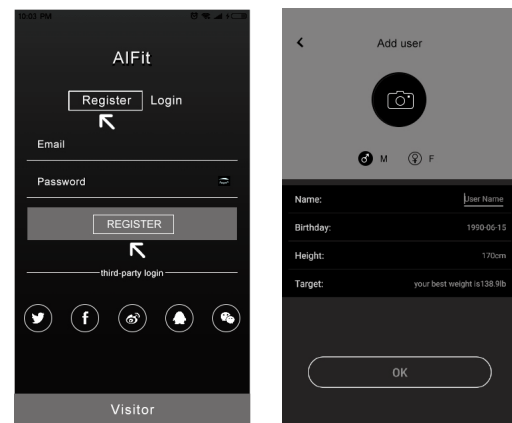 10:03 PM
AIFit
Register Login
Email
Password
REGISTER
third-party login
Visitor
Add user
M F
Name: User Name
Birthday: 1990-06-15
Height: 170cm
Target: your best weight is138.9lb
OK